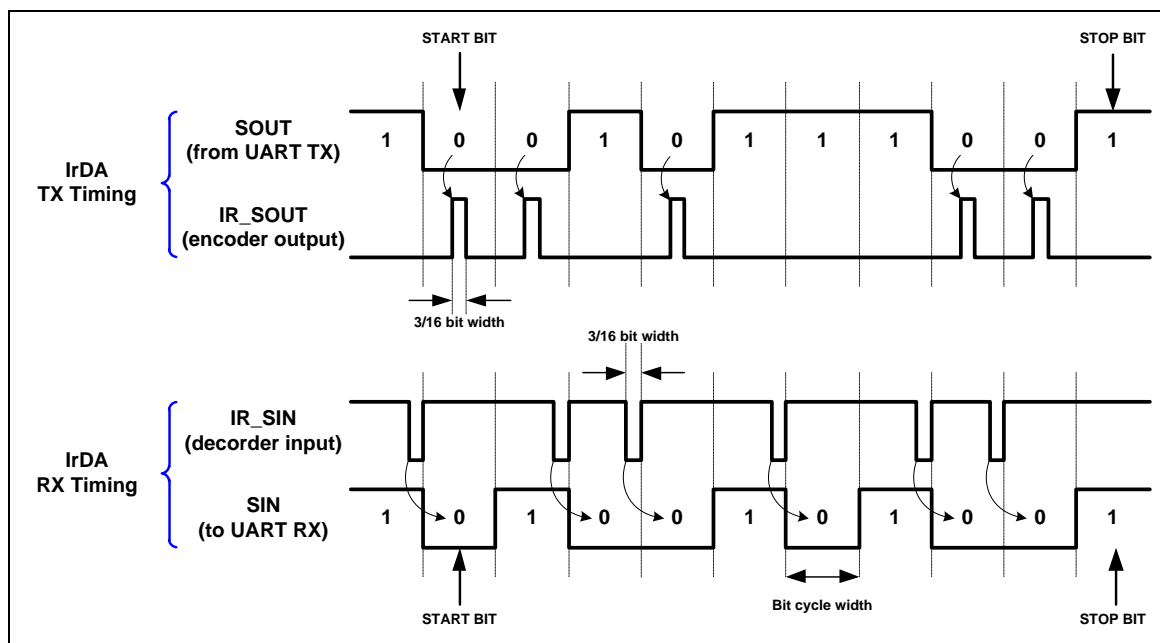 START BIT
STOP BIT
IrDA
TX Timing
SOUT
(from UART TX)
1 0 0 1 0 1 1 1 0 0 1
IR_SOUT
(encoder output)
3/16 bit width
3/16 bit width
IrDA
RX Timing
IR_SIN
(decorder input)
SIN
(to UART RX)
1 0 1 0 0 1 0 1 0 0 1
Bit cycle width
START BIT
STOP BIT